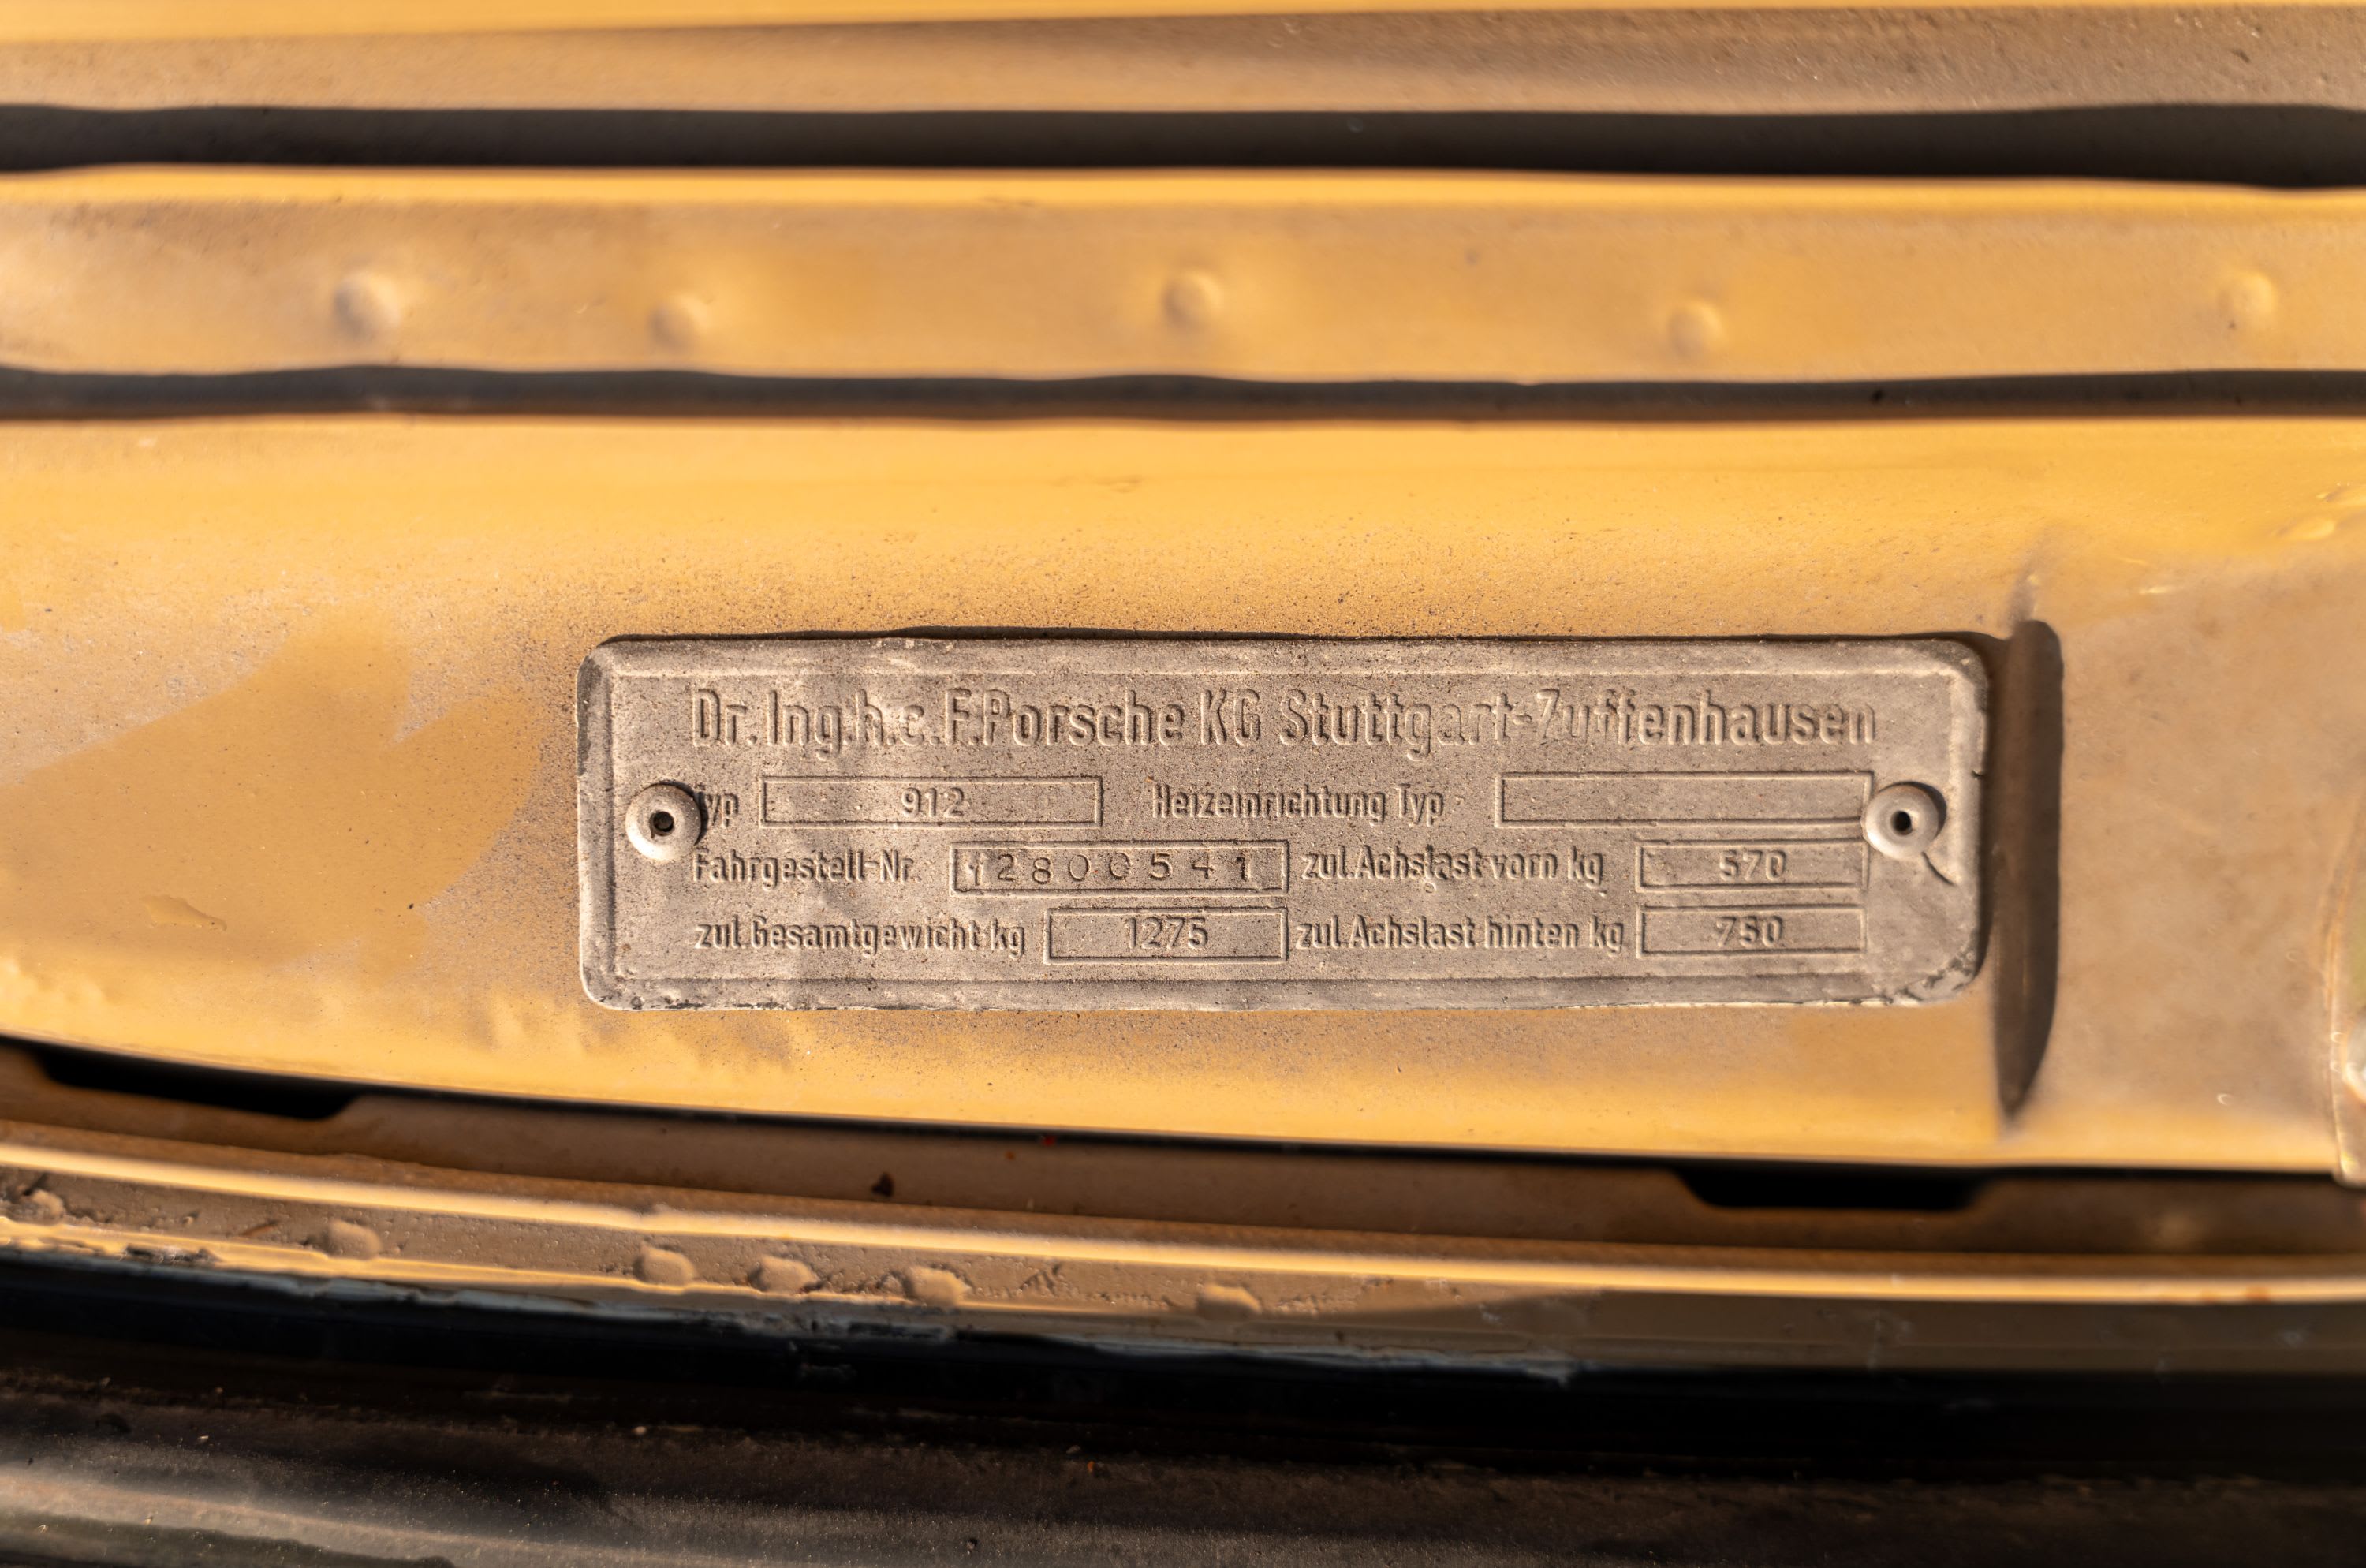 Dr. Ing.h.c.F.Porsche KG Stuttgart-Zuffenhausen
Typ 912 Heizeinrichtung Typ
Fahrgestell-Nr. 12800541 zul.Achslast vorn kg 570
zul.Gesamtgewicht kg 1275 zul.Achslast hinten kg 750